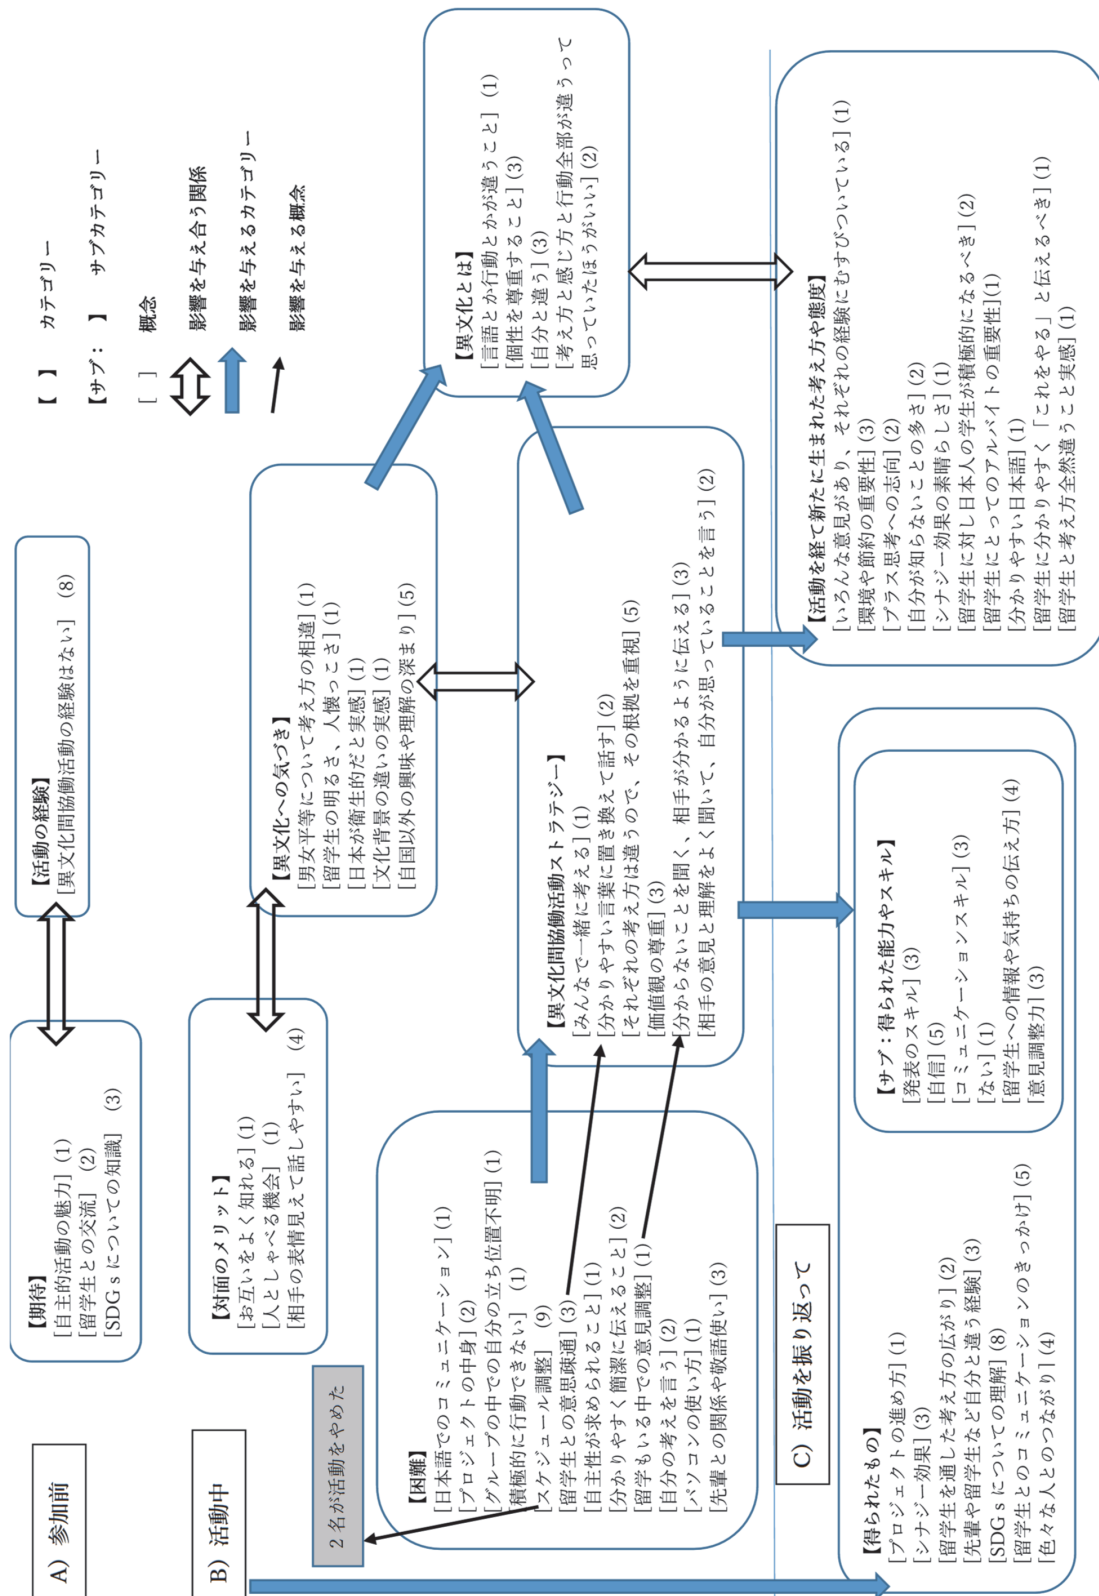 A）参加前
【期待】
[自主的活動の魅力] (1)
[留学生との交流] (2)
[SDGｓについての知識] (3)
【活動の経験】
[異文化間協働活動の経験はない] (8)
【 】 カテゴリー
【サブ： 】 サブカテゴリー
[ ] 概念
影響を与え合う関係
影響を与えるカテゴリー
影響を与える概念
B）活動中
【対面のメリット】
[お互いをよく知れる] (1)
[人としゃべる機会] (1)
[相手の表情見えて話しやすい] (4)
【異文化への気づき】
[男女平等について考え方の相違] (1)
[留学生の明るさ、人懐っこさ] (1)
[日本が衛生的だと実感] (1)
[文化背景の違いの実感] (1)
[自国以外の興味や理解の深まり] (5)
2名が活動をやめた
【困難】
[日本語でのコミュニケーション] (1)
[プロジェクトの中身] (2)
[グループの中での自分の立ち位置不明] (1)
[積極的に行動できない] (1)
[スケジュール調整] (9)
[留学生との意思疎通] (3)
[自主性が求められること] (1)
[分かりやすく簡潔に伝えること] (2)
[留学もいる中での意見調整] (1)
[自分の考えを言う] (2)
[パソコンの使い方] (1)
[先輩との関係や敬語使い] (3)
【異文化間協働活動ストラテジー】
[みんなで一緒に考える] (1)
[分かりやすい言葉に置き換えて話す] (2)
[それぞれの考え方は違うので、その根拠を重視] (5)
[価値観の尊重] (3)
[分からないことを聞く、相手が分かるように伝える] (3)
[相手の意見と理解をよく聞いて、自分が思っていることを言う] (2)
【異文化とは】
[言語とか行動とかが違うこと] (1)
[個性を尊重すること] (3)
[自分と違う] (3)
[考え方と感じ方と行動全部が違うって
思っていたほうがいい] (2)
C）活動を振り返って
【得られたもの】
[プロジェクトの進め方] (1)
[シナジー効果] (3)
[留学生を通した考え方の広がり] (2)
[先輩や留学生など自分と違う経験] (3)
[SDGｓについての理解] (8)
[留学生とのコミュニケーションのきっかけ] (5)
[色々な人とのつながり] (4)
【サブ：得られた能力やスキル】
[発表のスキル] (3)
[自信] (5)
[コミュニケーションスキル] (3)
[ない] (1)
[留学生への情報や気持ちの伝え方] (4)
[意見調整力] (3)
【活動を経て新たに生まれた考え方や態度】
[いろんな意見があり、それぞれの経験にむすびついている] (1)
[環境や節約の重要性] (3)
[プラス思考への志向] (2)
[自分が知らないことの多さ] (2)
[シナジー効果の素晴らしさ] (1)
[留学生に対し日本人の学生が積極的になるべき] (2)
[留学生にとってのアルバイトの重要性](1)
[分かりやすい日本語] (1)
[留学生に分かりやすく「これをやる」と伝えるべき] (1)
[留学生と考え方全然違うこと実感] (1)